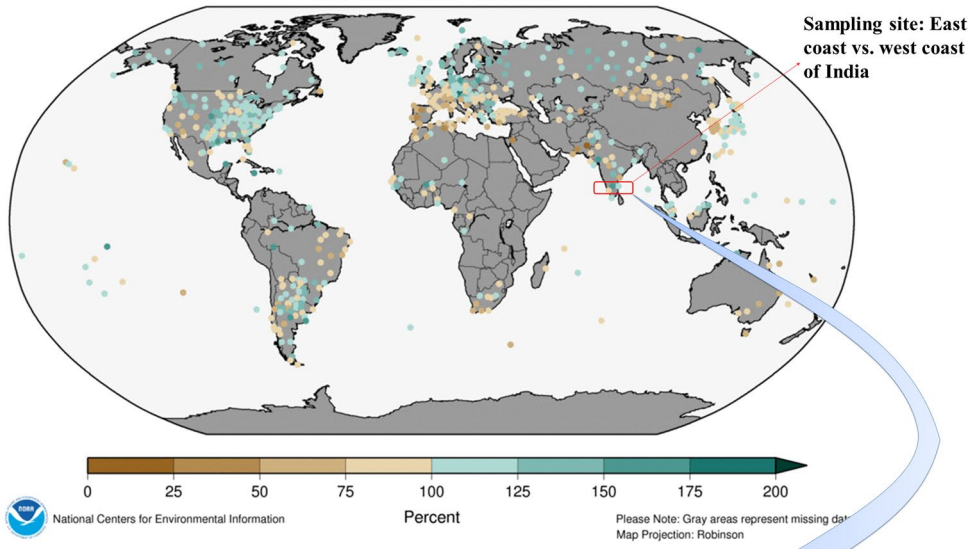 Sampling site: East
coast vs. west coast
of India
0 25 50 75 100 125 150 175 200
NOAA
National Centers for Environmental Information
Percent
Please Note: Gray areas represent missing dat
Map Projection: Robinson